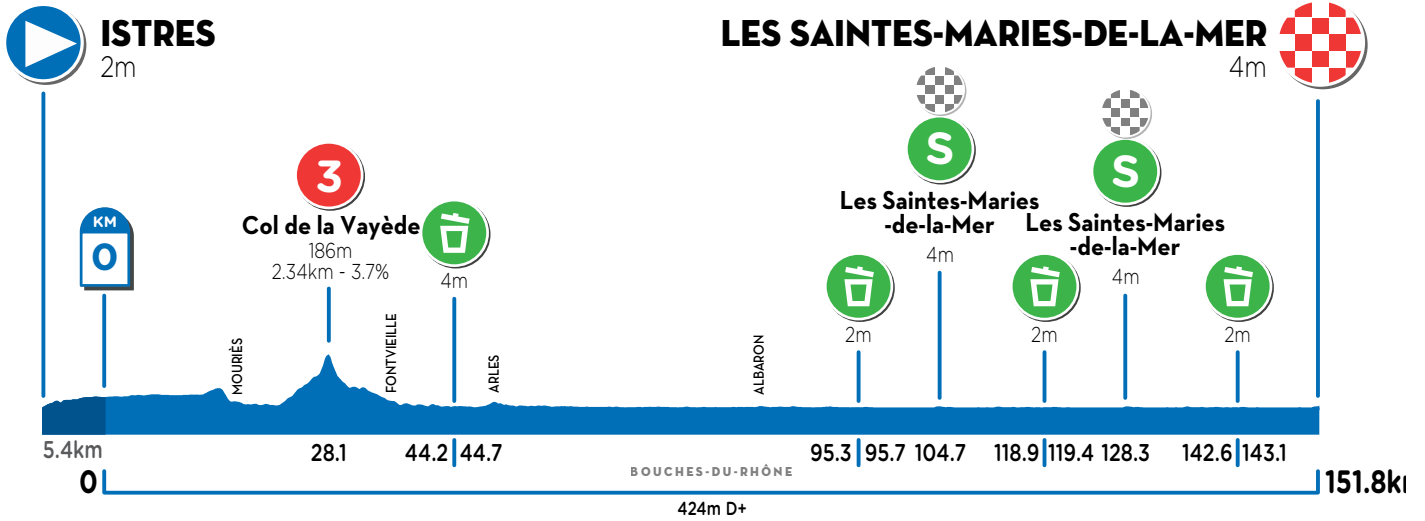 ISTRES
2m
LES SAINTES-MARIES-DE-LA-MER
4m
KM
0
3
Col de la Vayède
186m
2.34km - 3.7%
4m
S
Les Saintes-Maries
-de-la-Mer
4m
S
Les Saintes-Maries
-de-la-Mer
4m
2m
2m
2m
MOURIÈS
FONTVIEILLE
ARLES
ALBARON
5.4km
28.1
44.2 44.7
95.3 95.7
104.7
118.9 119.4
128.3
142.6 143.1
BOUCHES-DU-RHÔNE
0
151.8km
424m D+